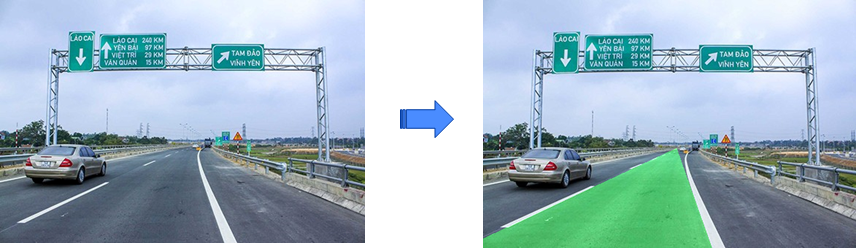 LÀO CAI
LÀO CAI 240 KM
YÊN BÁI 97 KM
VIỆT TRÌ 29 KM
VĂN QUÁN 15 KM
TAM ĐẢO
VĨNH YÊN
LÀO CAI
LÀO CAI 240 KM
YÊN BÁI 97 KM
VIỆT TRÌ 29 KM
VĂN QUÁN 15 KM
TAM ĐẢO
VĨNH YÊN